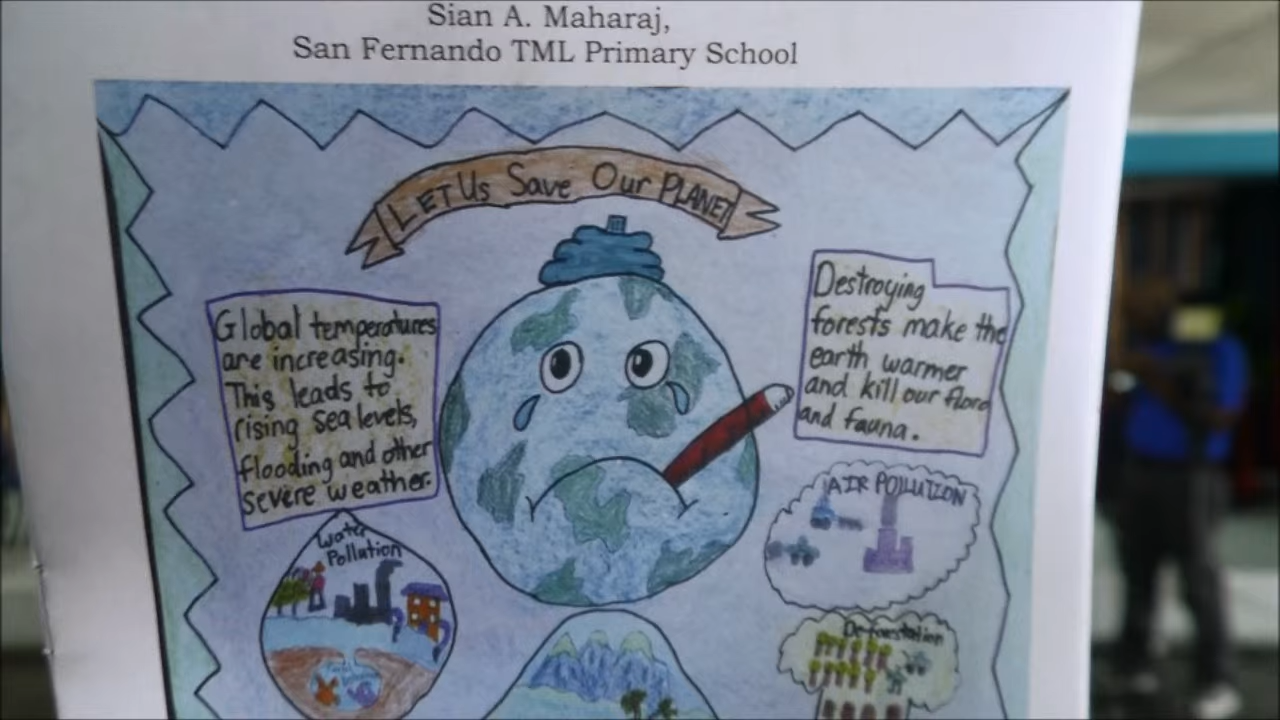 Sian A. Maharaj,
San Fernando TML Primary School
LET Us Save Our PLANET
Global temperatures
are increasing.
This leads to
rising sea levels,
flooding and other
severe weather.
Destroying
forests make the
earth warmer
and kill our flora
and fauna.
AIR POLLUTION
Water
Pollution
Deforestation